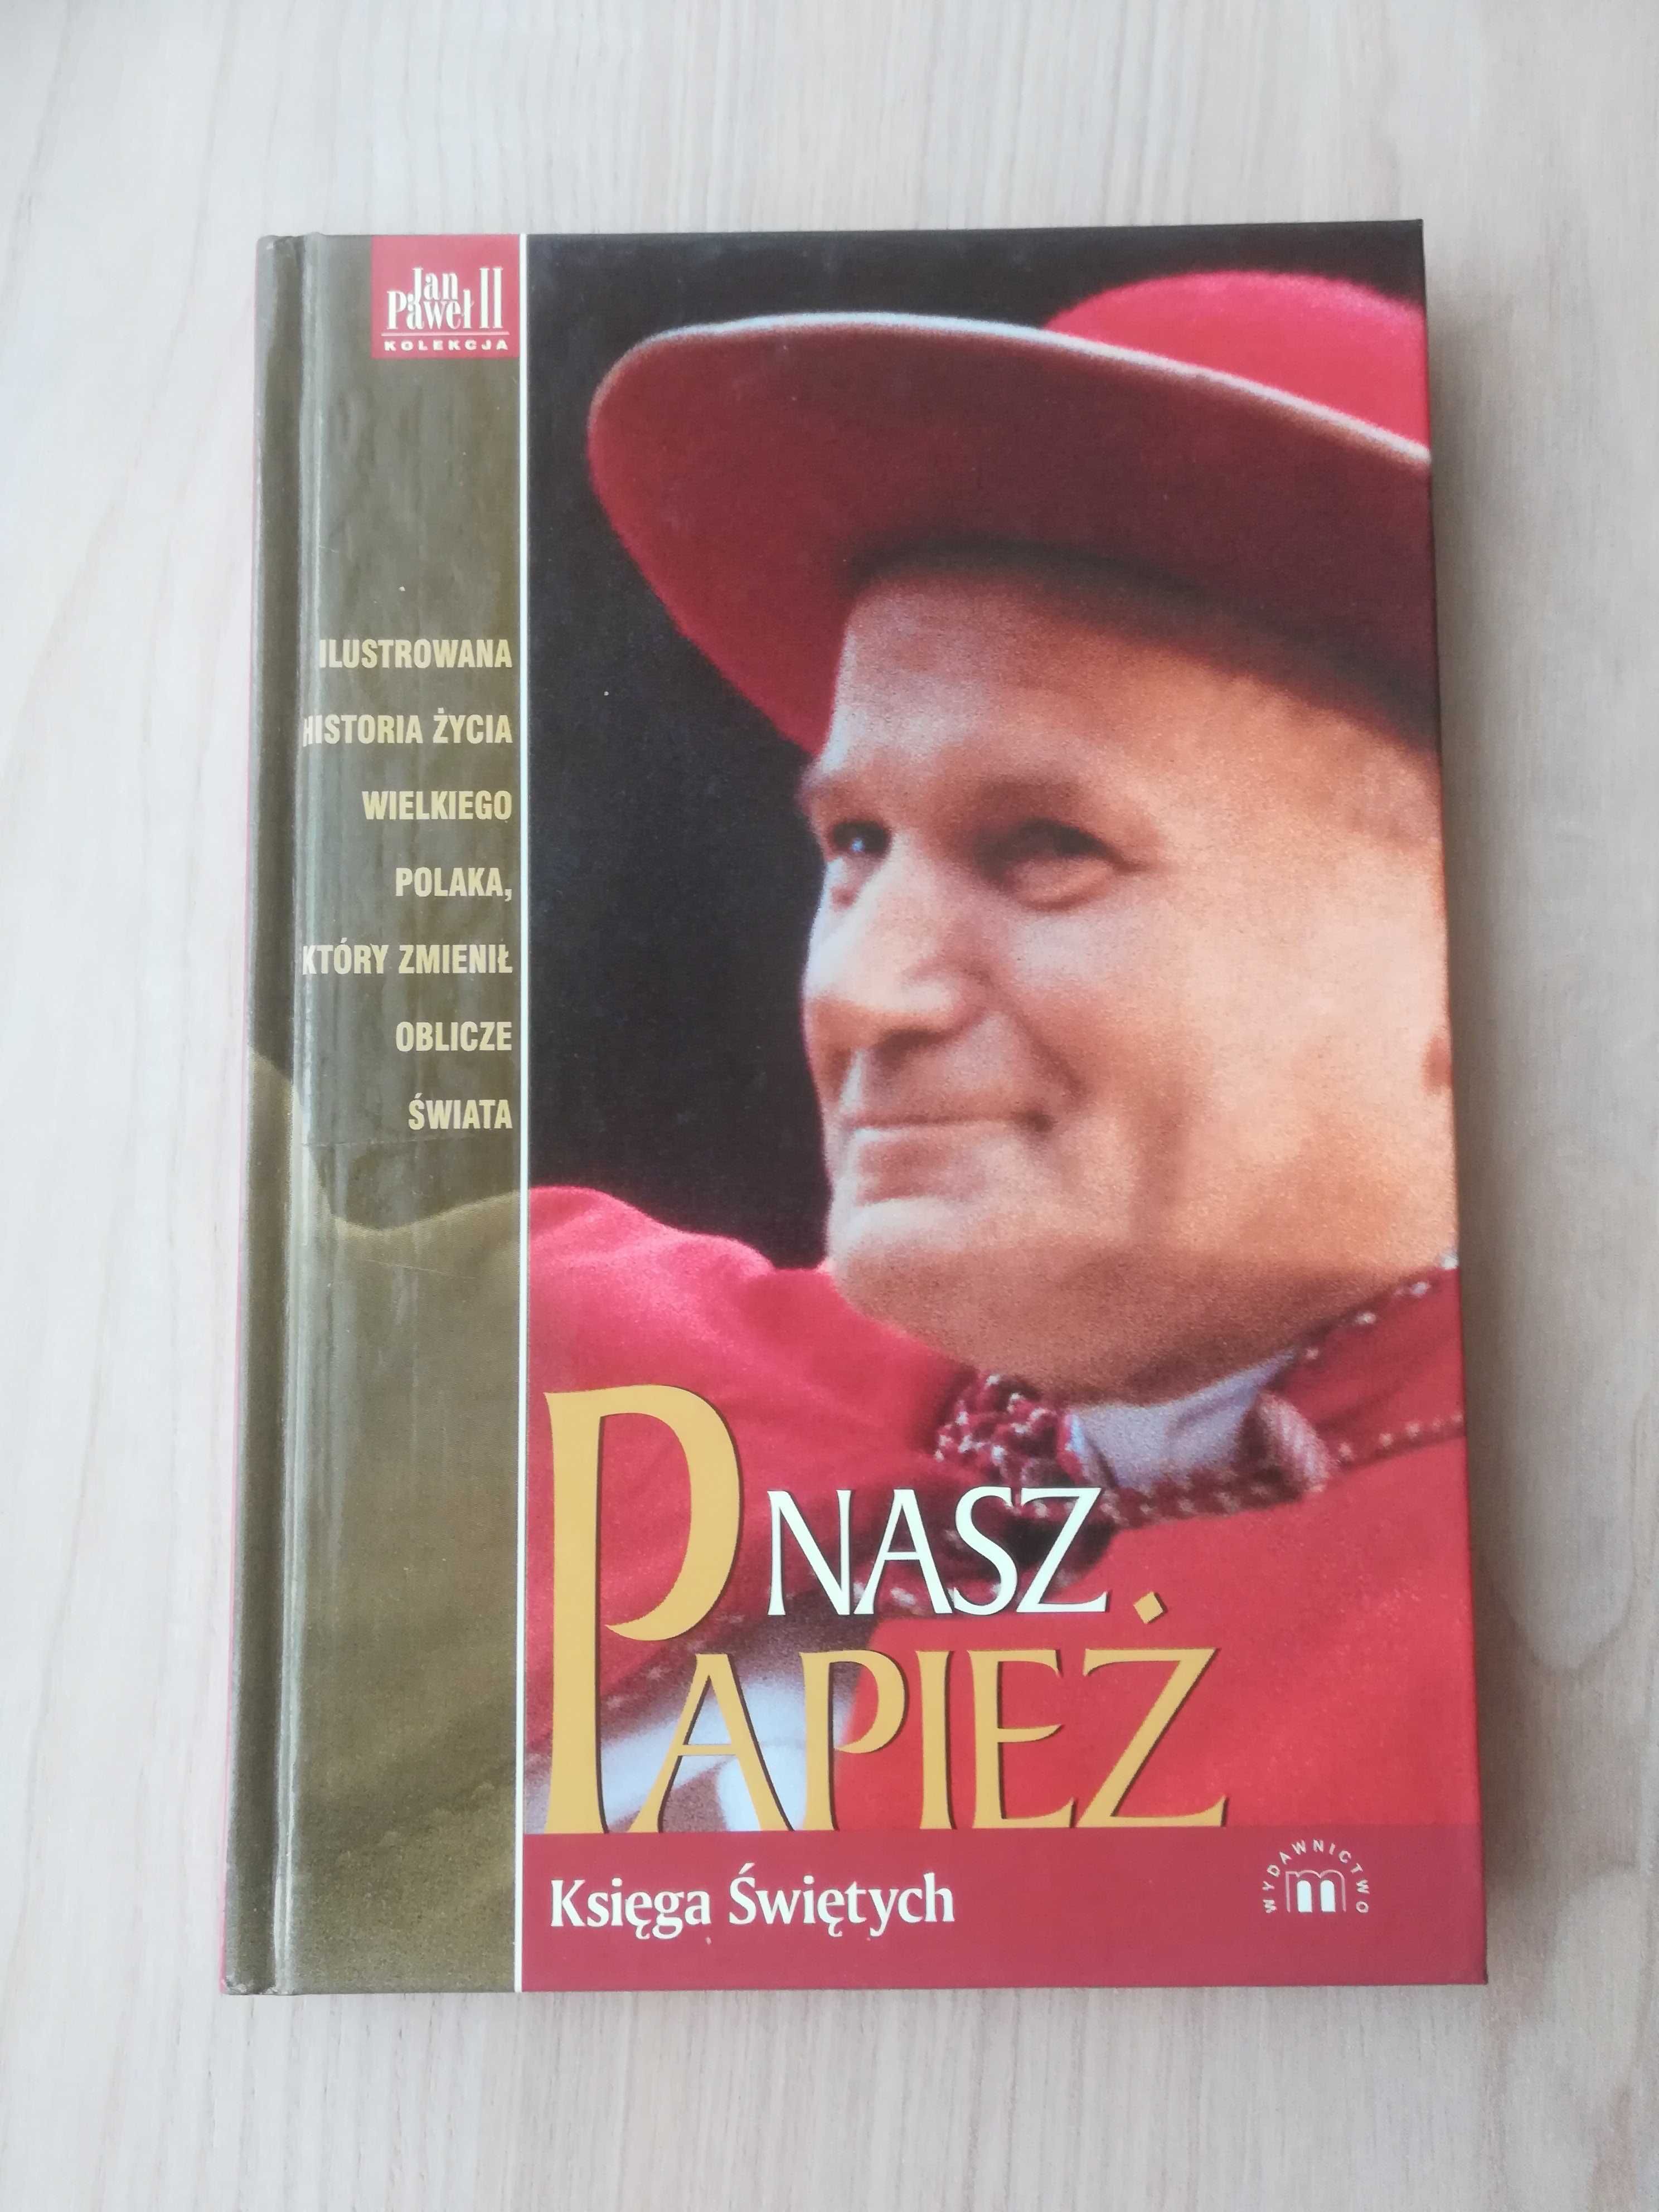 Jan
Paweł II
KOLEKCJA
ILUSTROWANA
HISTORIA ŻYCIA
WIELKIEGO
POLAKA,
KTÓRY ZMIENIŁ
OBLICZE
ŚWIATA
NASZ
PAPIEŻ
Księga Świętych
WYDAWNICTWO
m